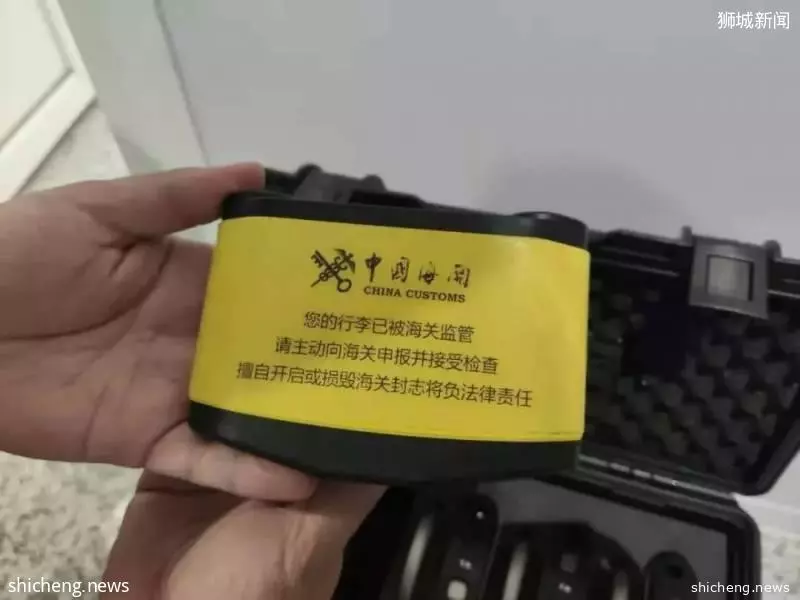 狮城新闻
中国海关
CHINA CUSTOMS
您的行李已被海关监管
请主动向海关申报并接受检查
擅自开启或损毁海关封志将负法律责任
shicheng.news
shicheng.news